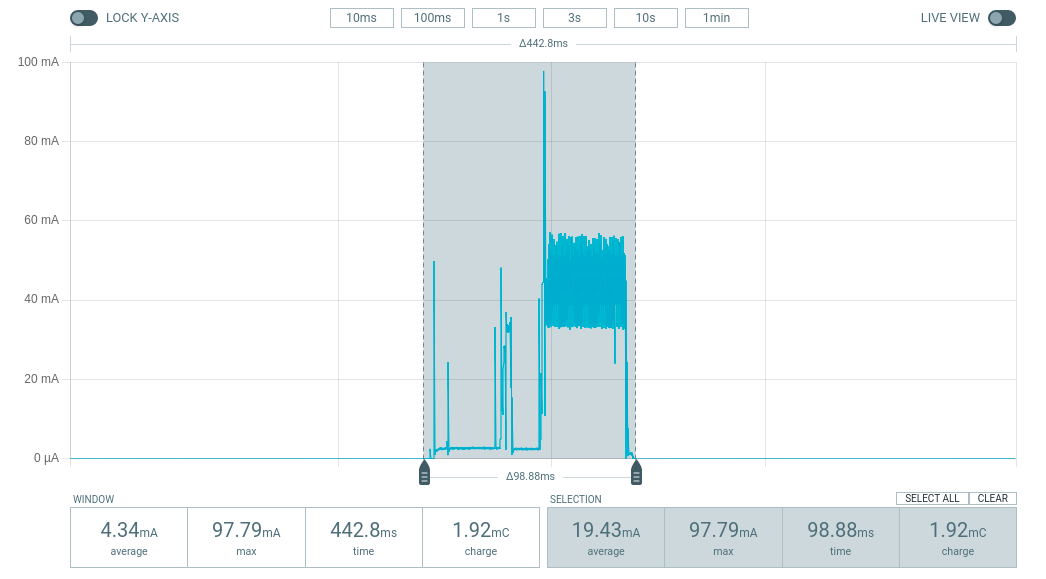 LOCK Y-AXIS 10ms 100ms 1s 3s 10s 1min LIVE VIEW
Δ442.8ms
100 mA
80 mA
60 mA
40 mA
20 mA
0 µA
Δ98.88ms
WINDOW SELECTION SELECT ALL CLEAR
4.34mA 97.79mA 442.8ms 1.92mC 19.43mA 97.79mA 98.88ms 1.92mC
average max time charge average max time charge